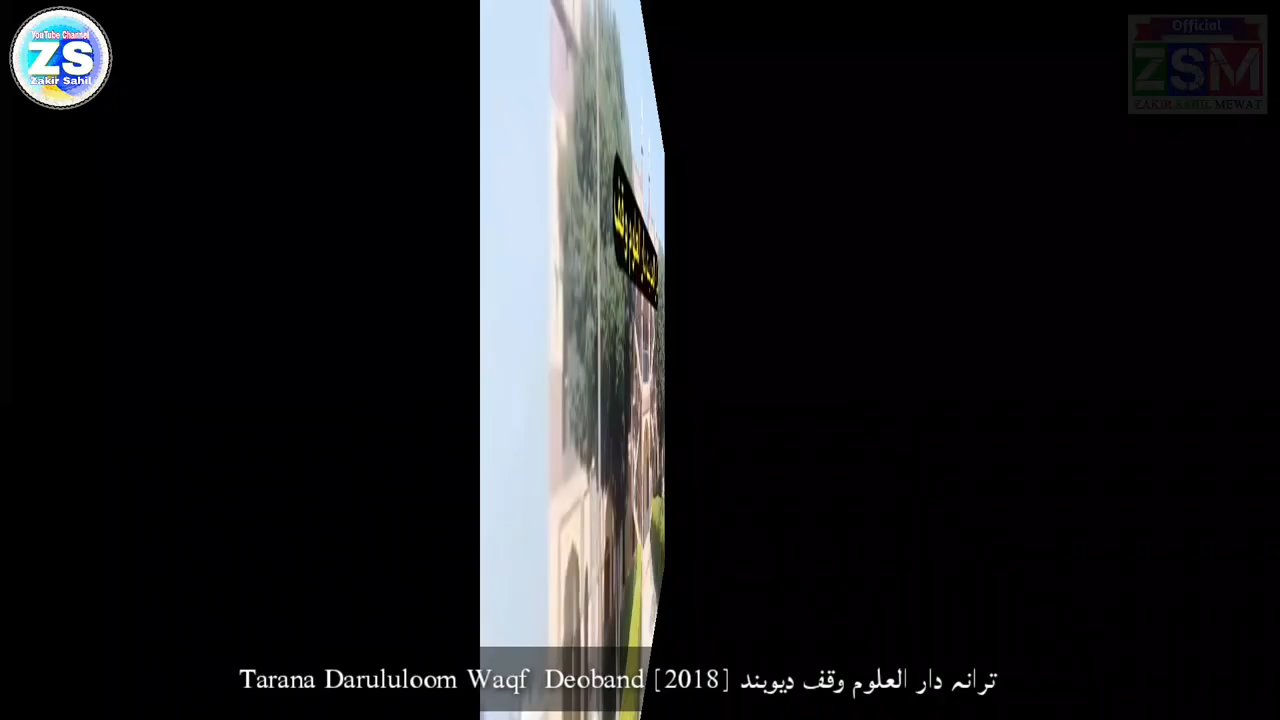 YouTube Channel
ZS
Zakir Sahil
Official
ZSM
ZAKIR SAHIL MEWAT
Tarana Darululoom Waqf Deoband [2018] ترانہ دار العلوم وقف دیوبند